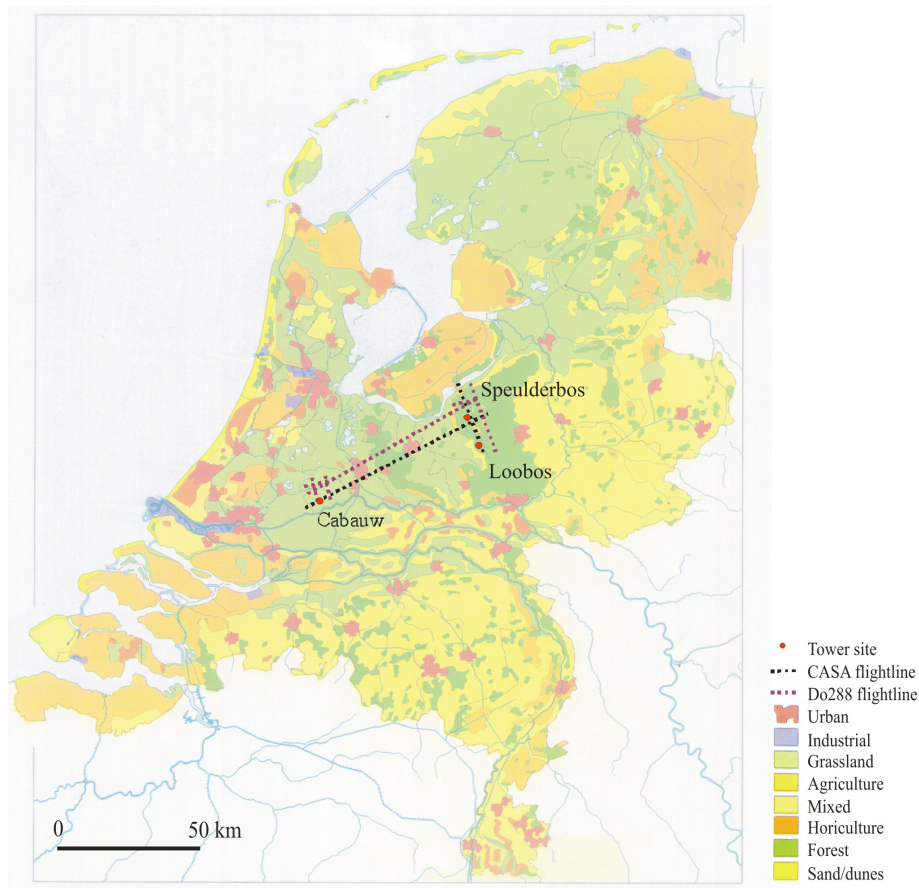 Speulderbos
Loobos
Cabauw
Tower site
CASA flightline
Do288 flightline
Urban
Industrial
Grassland
Agriculture
Mixed
Horiculture
Forest
Sand/dunes
0 50 km